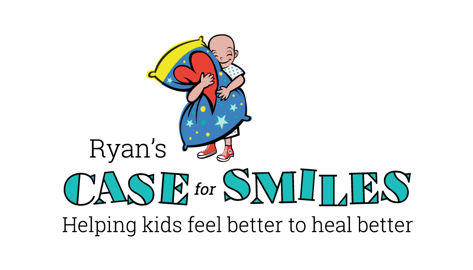 Ryan's
CASE for SMILES
Helping kids feel better to heal better